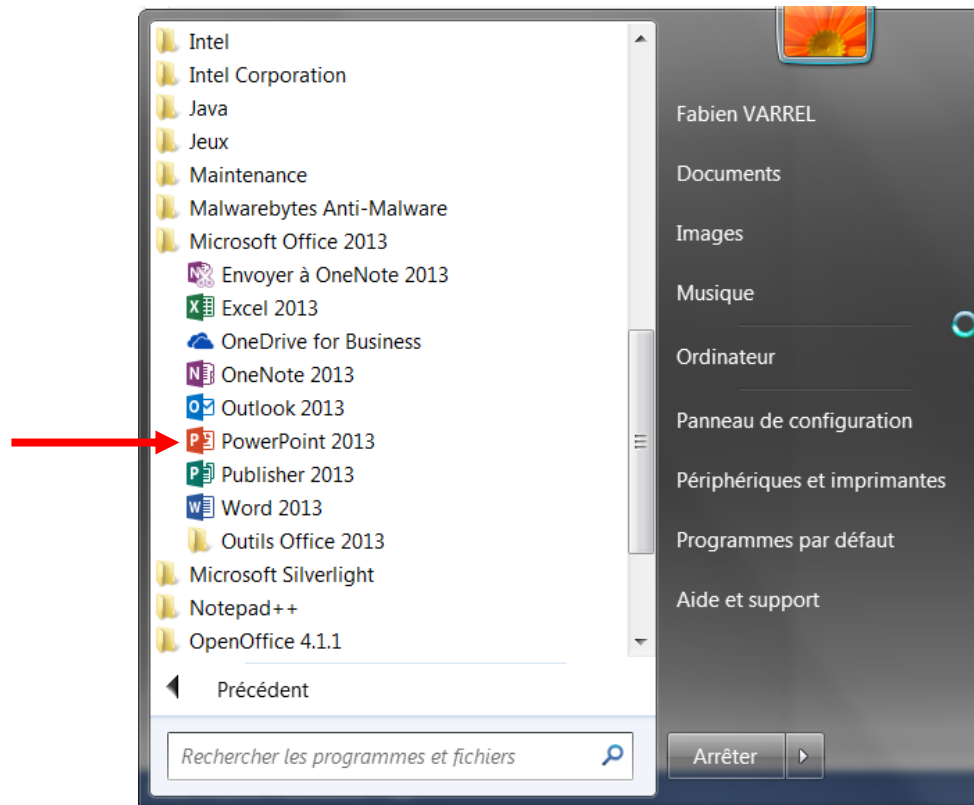 Intel
Intel Corporation
Java
Jeux
Maintenance
Malwarebytes Anti-Malware
Microsoft Office 2013
Envoyer à OneNote 2013
Excel 2013
OneDrive for Business
OneNote 2013
Outlook 2013
PowerPoint 2013
Publisher 2013
Word 2013
Outils Office 2013
Microsoft Silverlight
Notepad++
OpenOffice 4.1.1
Précédent
Rechercher les programmes et fichiers
Fabien VARREL
Documents
Images
Musique
Ordinateur
Panneau de configuration
Périphériques et imprimantes
Programmes par défaut
Aide et support
Arrêter